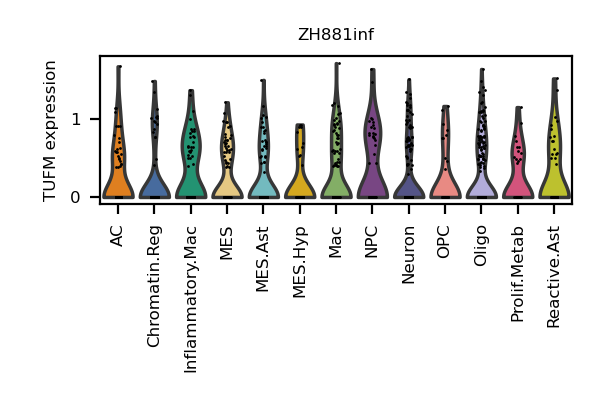 ZH881inf
TUFM expression
1
0
AC
Chromatin.Reg
Inflammatory.Mac
MES
MES.Ast
MES.Hyp
Mac
NPC
Neuron
OPC
Oligo
Prolif.Metab
Reactive.Ast